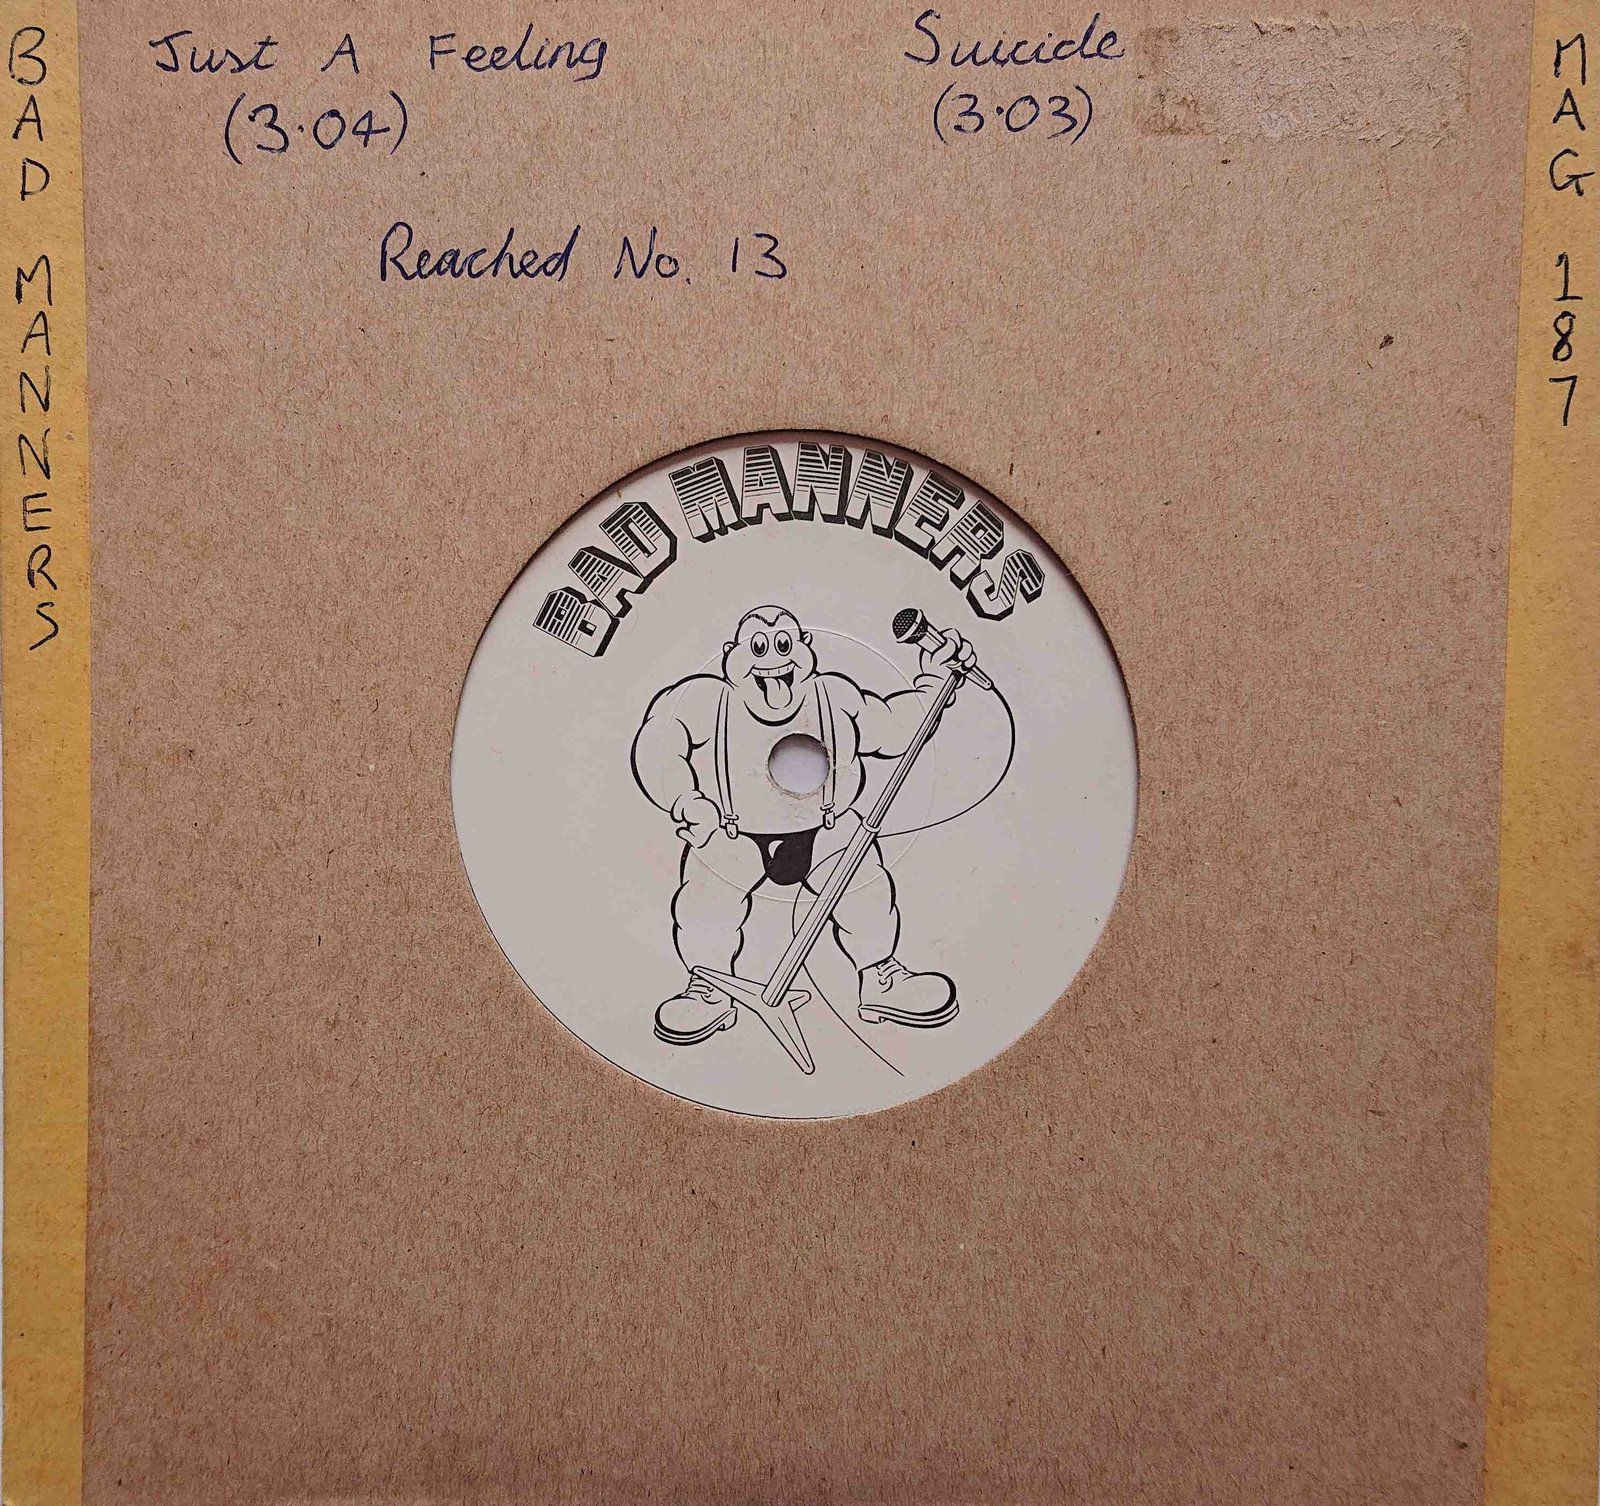 BAD MANNERS
Just A Feeling
(3·04)
Suicide
(3·03)
Reached No. 13
MAG 187
BAD MANNERS